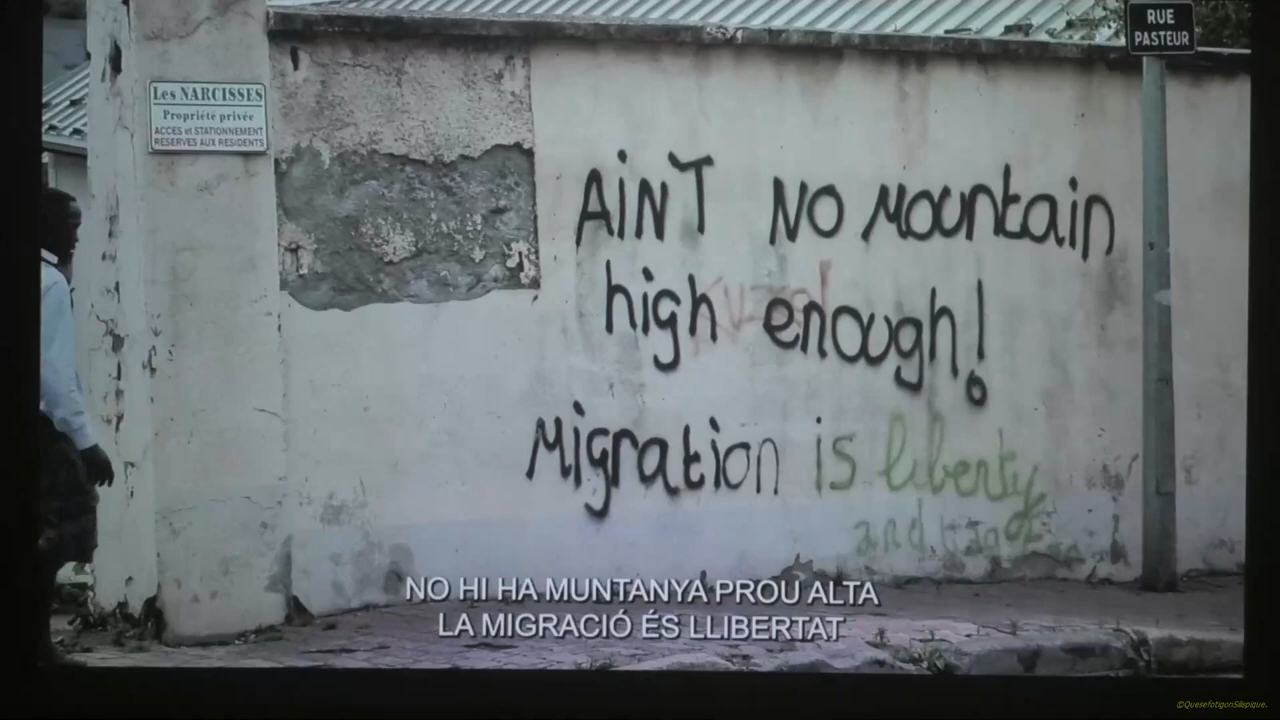 RUE
PASTEUR
Les NARCISSES
Propriété privée
ACCES et STATIONNEMENT
RESERVES AUX RESIDENTS
AiNT NO MOuntain
high enough!
Migration is liberty
and
NO HI HA MUNTANYA PROU ALTA
LA MIGRACIÓ ÉS LLIBERTAT